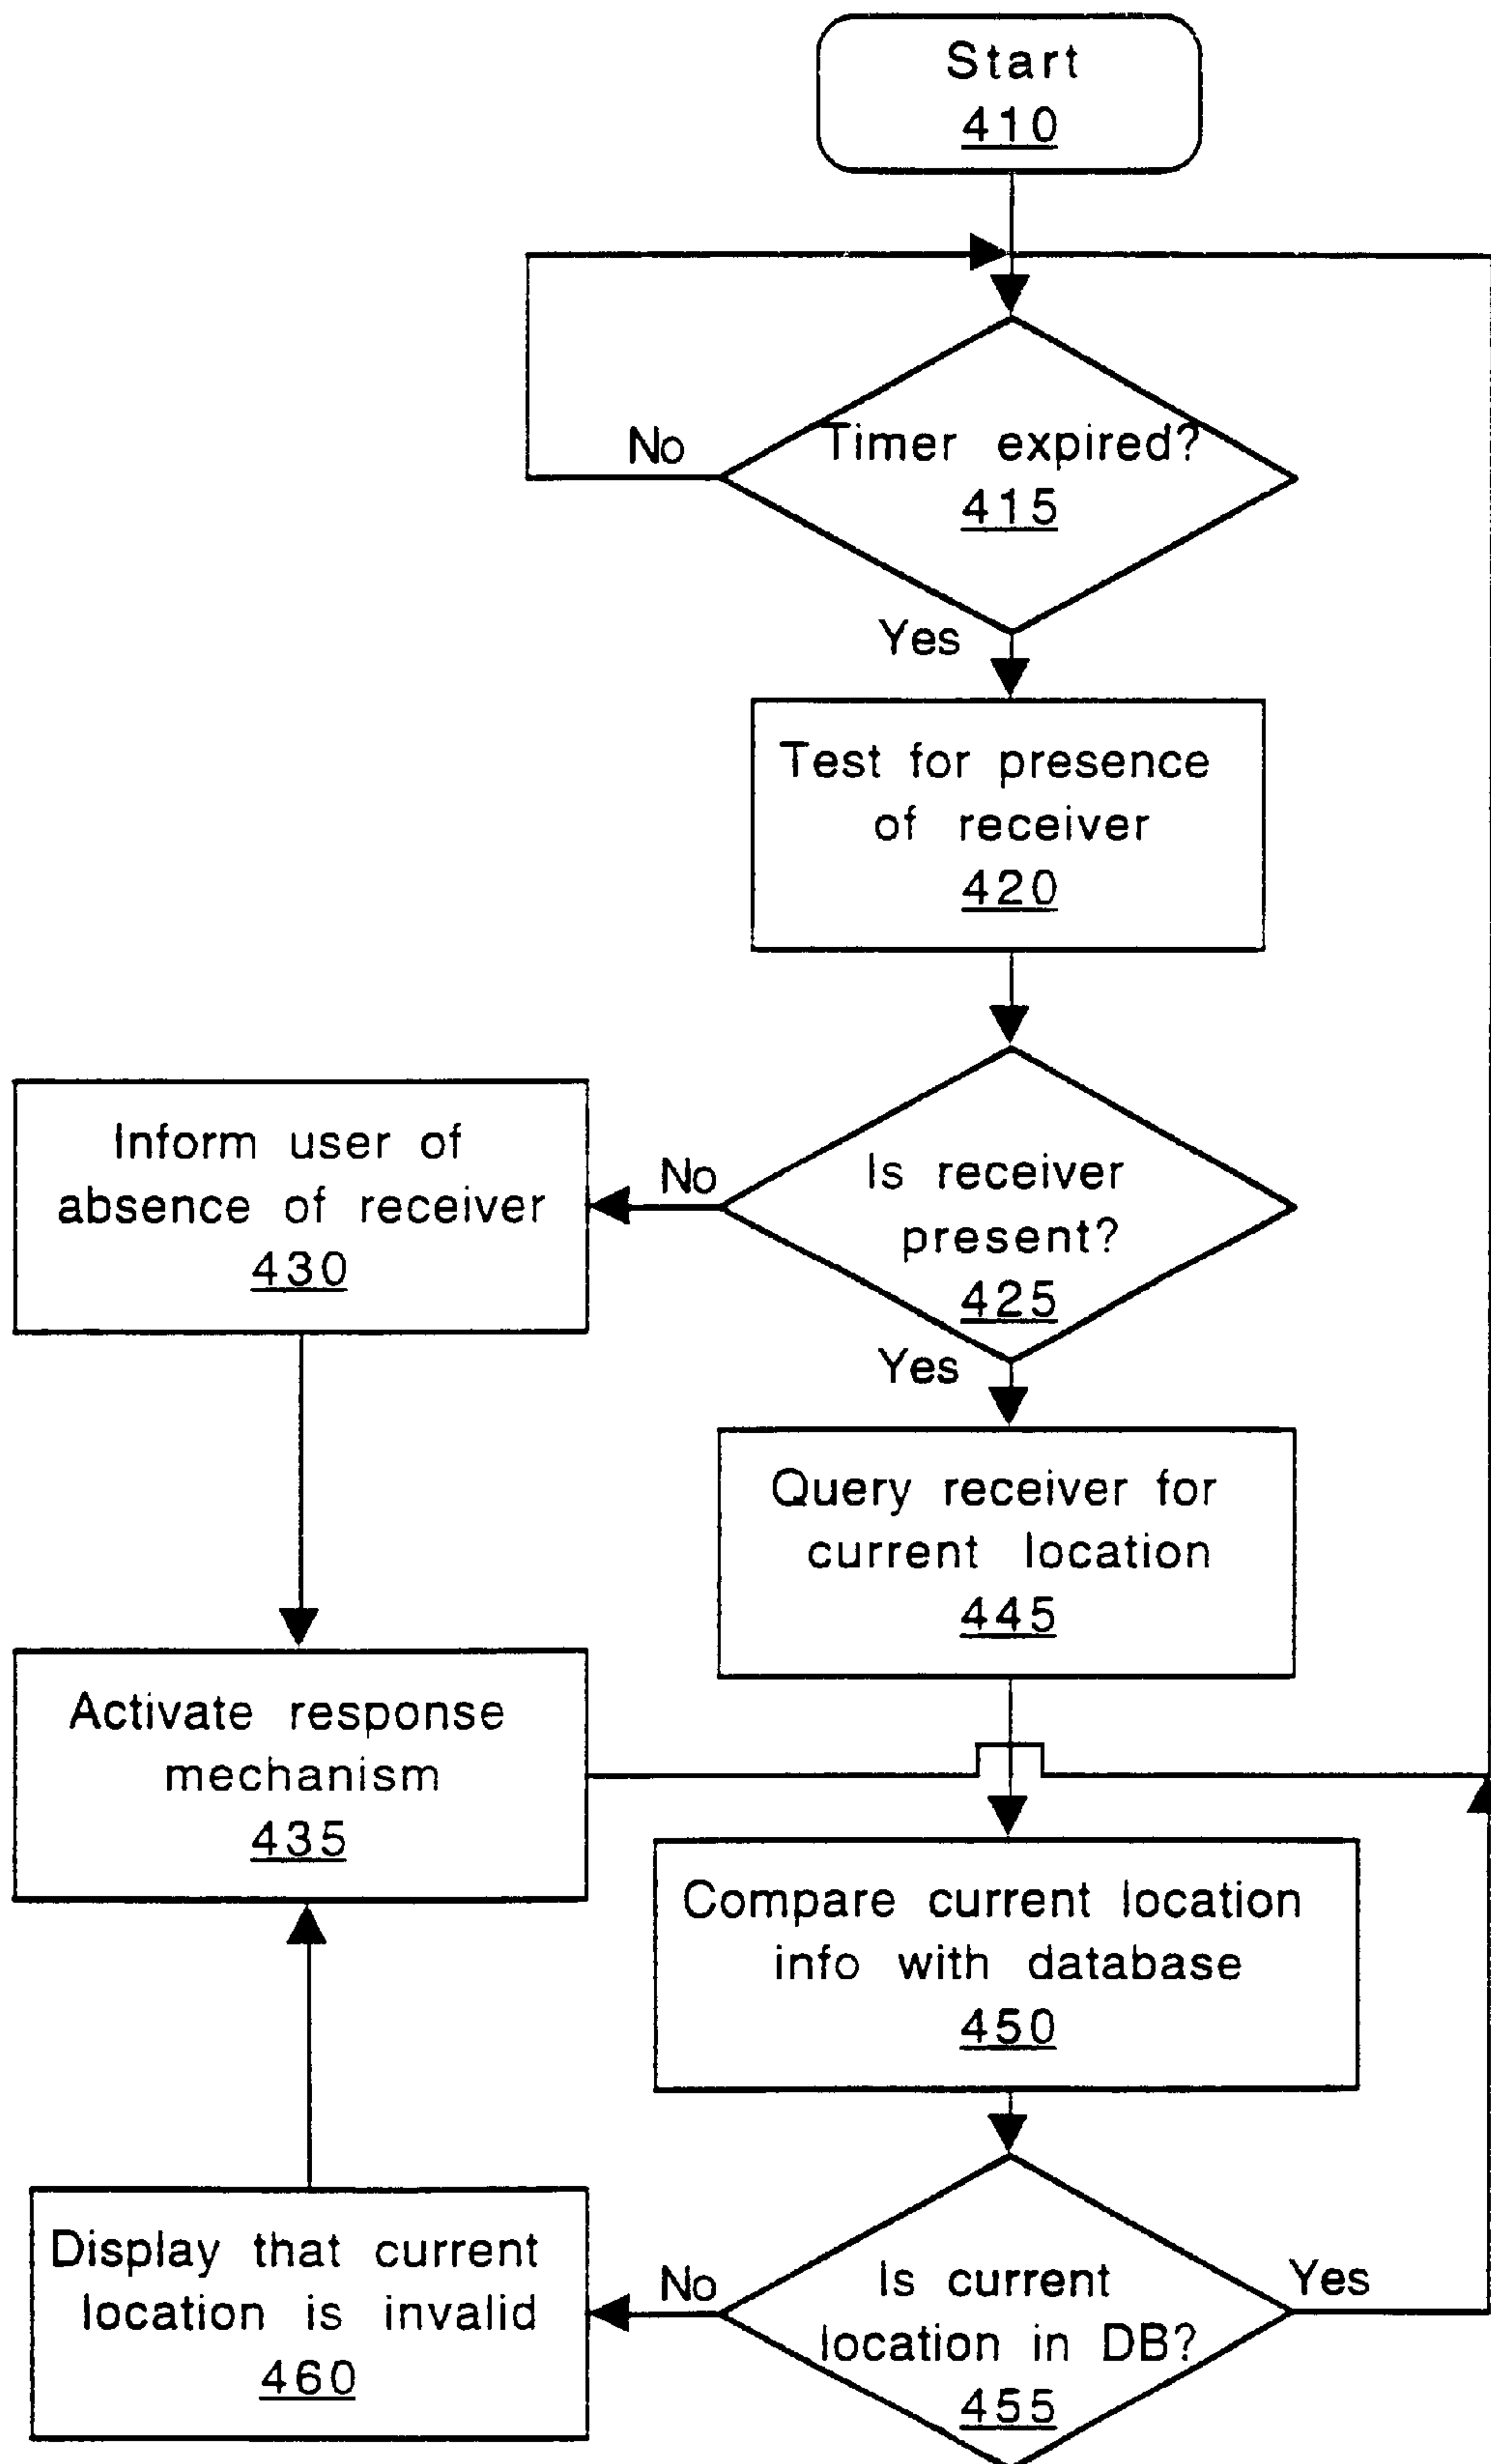 Start
410
Timer expired?
415
No
Yes
Test for presence
of receiver
420
Is receiver
present?
425
No
Yes
Inform user of
absence of receiver
430
Query receiver for
current location
445
Activate response
mechanism
435
Compare current location
info with database
450
Is current
location in DB?
455
No
Yes
Display that current
location is invalid
460